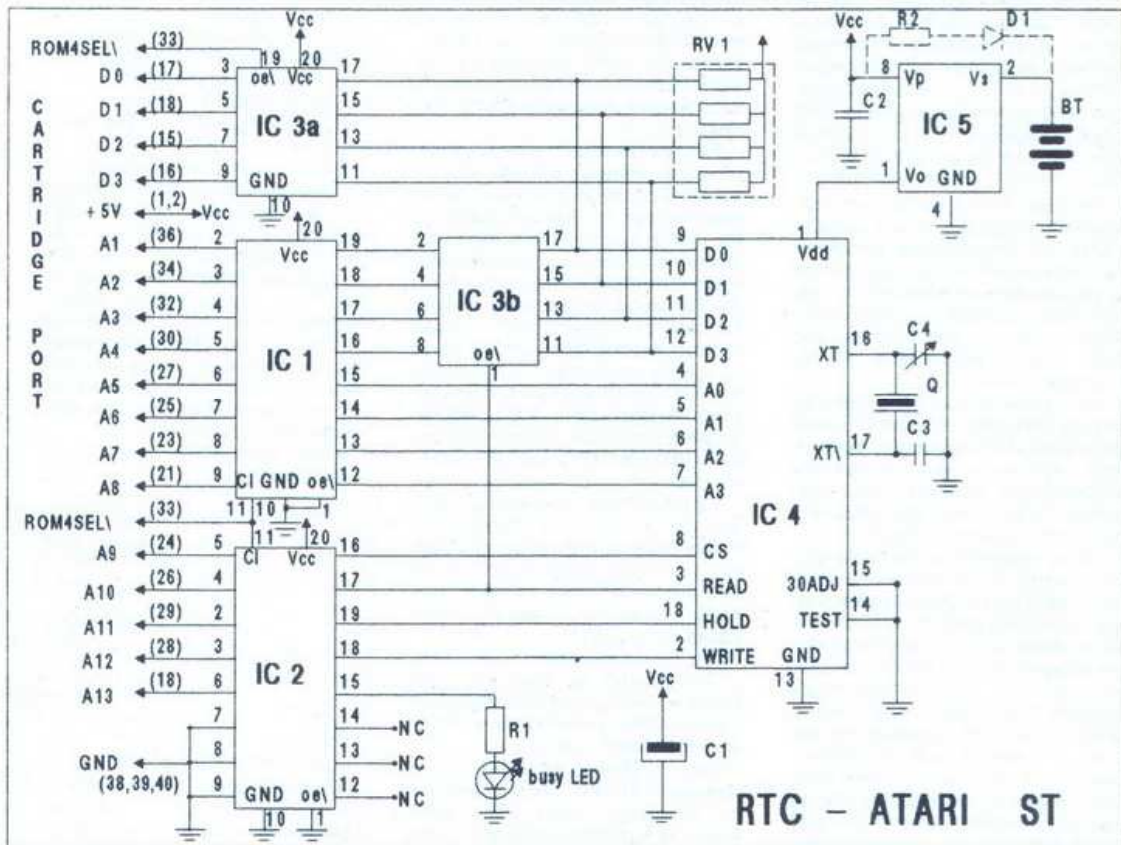 Vcc
ROM4SEL\ (33) 19 20
D0 (17) 3 oe\ Vcc 17
D1 (18) 5 15
D2 (15) 7 IC 3a 13
D3 (16) 9 GND 11
10
+5V (1,2) Vcc
RV 1
Vcc R2 D1
8 Vp Vs 2
C2 IC 5 BT
1 Vo GND
4
CARTRIDGE PORT
20
A1 (36) 2 Vcc 19
A2 (34) 3 18
A3 (32) 4 17
A4 (30) 5 IC 1 16
A5 (27) 6 15
A6 (25) 7 14
A7 (23) 8 13
A8 (21) 9 CI GND oe\ 12
11 10 1
2 17
4 IC 3b 15
6 13
8 oe\ 11
1
1
Vdd
9 D0
10 D1
11 D2
12 D3
4 A0
5 A1
6 A2
7 A3
IC 4
8 CS
3 READ
18 HOLD
2 WRITE GND
13
XT 16 C4
Q
XT\ 17 C3
30ADJ 15
TEST 14
ROM4SEL\ (33) 11 20
A9 (24) 5 CI Vcc 16
A10 (26) 4 17
A11 (29) 2 19
A12 (28) 3 18
A13 (18) 6 IC 2 15
7 14 NC
GND 8 13 NC
(38,39,40) 9 GND oe\ 12 NC
10 1
R1
busy LED
Vcc
C1
RTC - ATARI ST